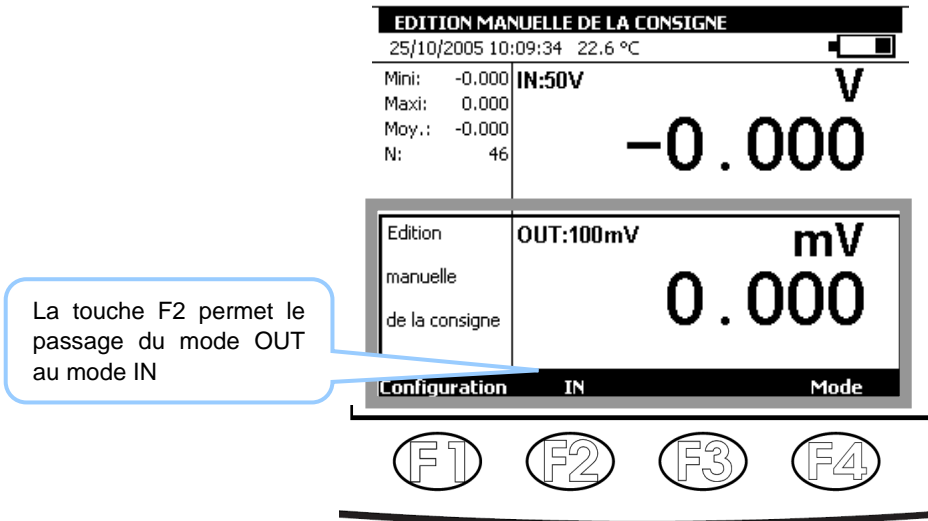 EDITION MANUELLE DE LA CONSIGNE
25/10/2005 10:09:34 22.6 °C
Mini: -0.000
Maxi: 0.000
Moy.: -0.000
N: 46
IN:50V
V
-0.000
Edition
manuelle
de la consigne
OUT:100mV
mV
0.000
La touche F2 permet le
passage du mode OUT
au mode IN
Configuration IN Mode
F1 F2 F3 F4